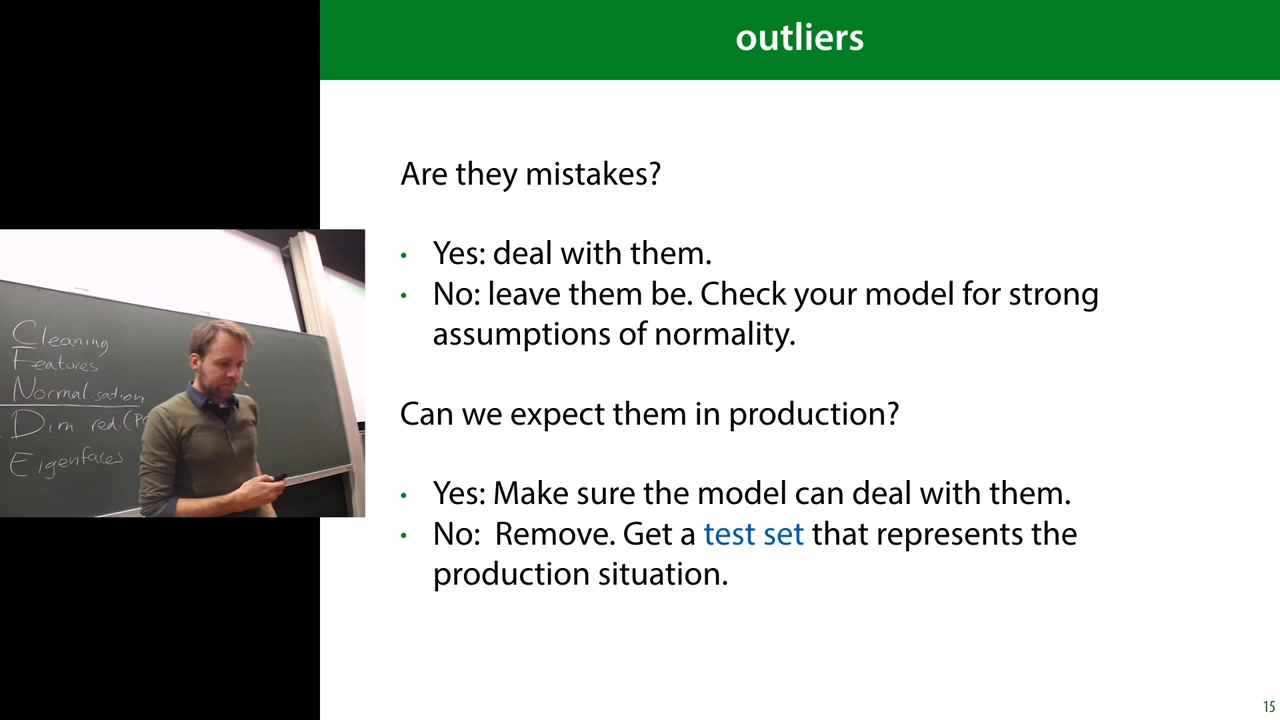 outliers
Are they mistakes?
• Yes: deal with them.
• No: leave them be. Check your model for strong
assumptions of normality.
Can we expect them in production?
• Yes: Make sure the model can deal with them.
• No: Remove. Get a test set that represents the
production situation.
15
Cleaning
Features
Normalisation
Dim red. (PC
Eigenfaces